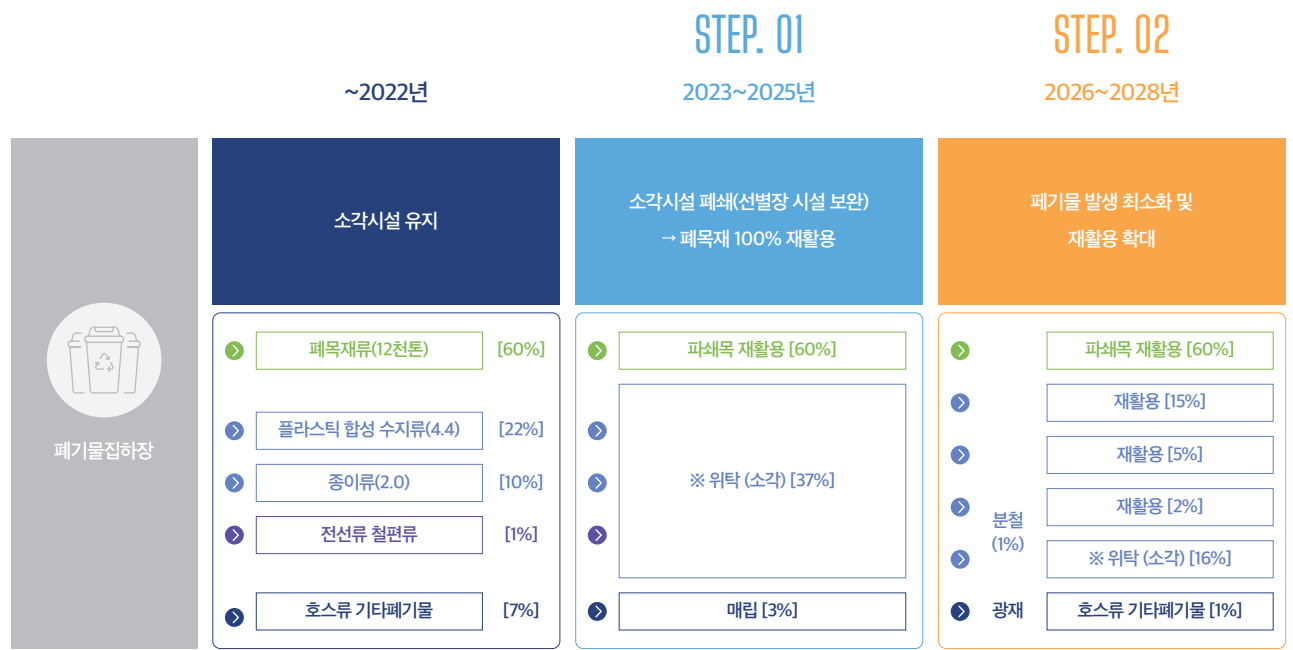 STEP. 01
STEP. 02
~2022년
2023~2025년
2026~2028년
폐기물집하장
소각시설 유지
소각시설 폐쇄(선별장 시설 보완)
→ 폐목재 100% 재활용
폐기물 발생 최소화 및
재활용 확대
폐목재류(12천톤) [60%]
플라스틱 합성 수지류(4.4) [22%]
종이류(2.0) [10%]
전선류 철편류 [1%]
호스류 기타폐기물 [7%]
파쇄목 재활용 [60%]
※ 위탁 (소각) [37%]
매립 [3%]
파쇄목 재활용 [60%]
재활용 [15%]
재활용 [5%]
재활용 [2%]
분철
(1%)
※ 위탁 (소각) [16%]
광재 호스류 기타폐기물 [1%]